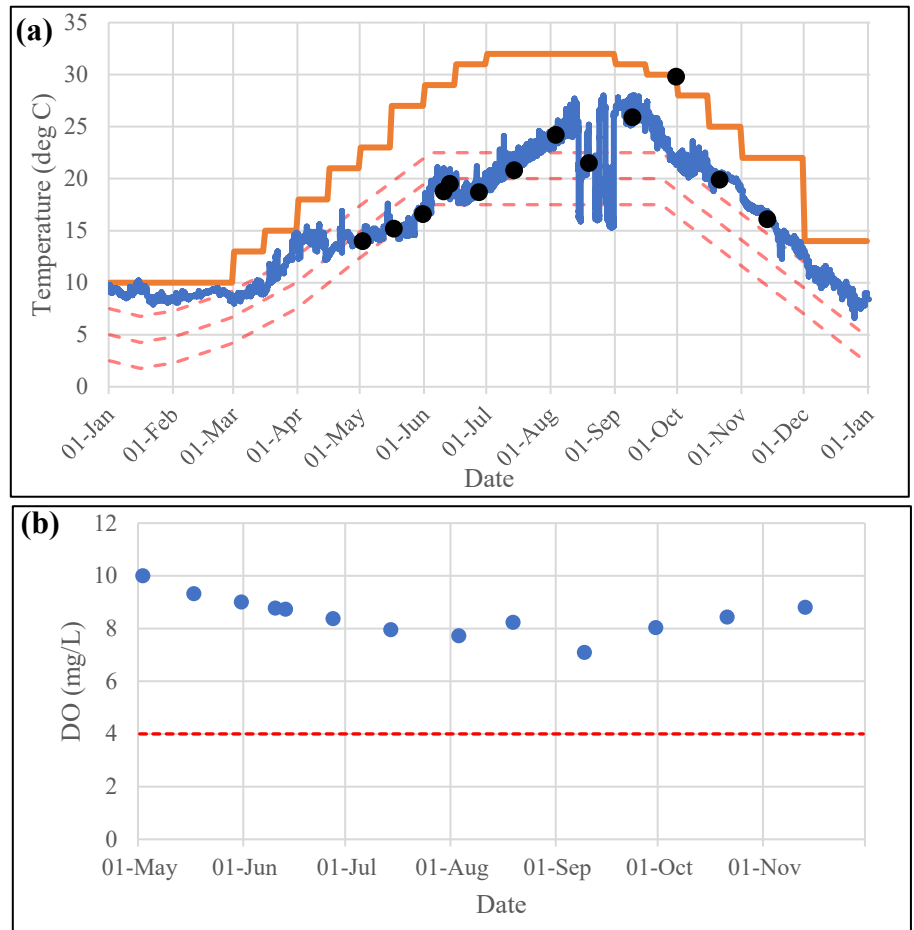 (a)
Temperature (deg C)
35
30
25
20
15
10
5
0
01-Jan
01-Feb
01-Mar
01-Apr
01-May
01-Jun
01-Jul
01-Aug
01-Sep
01-Oct
01-Nov
01-Dec
01-Jan
Date
(b)
DO (mg/L)
12
10
8
6
4
2
0
01-May
01-Jun
01-Jul
01-Aug
01-Sep
01-Oct
01-Nov
Date